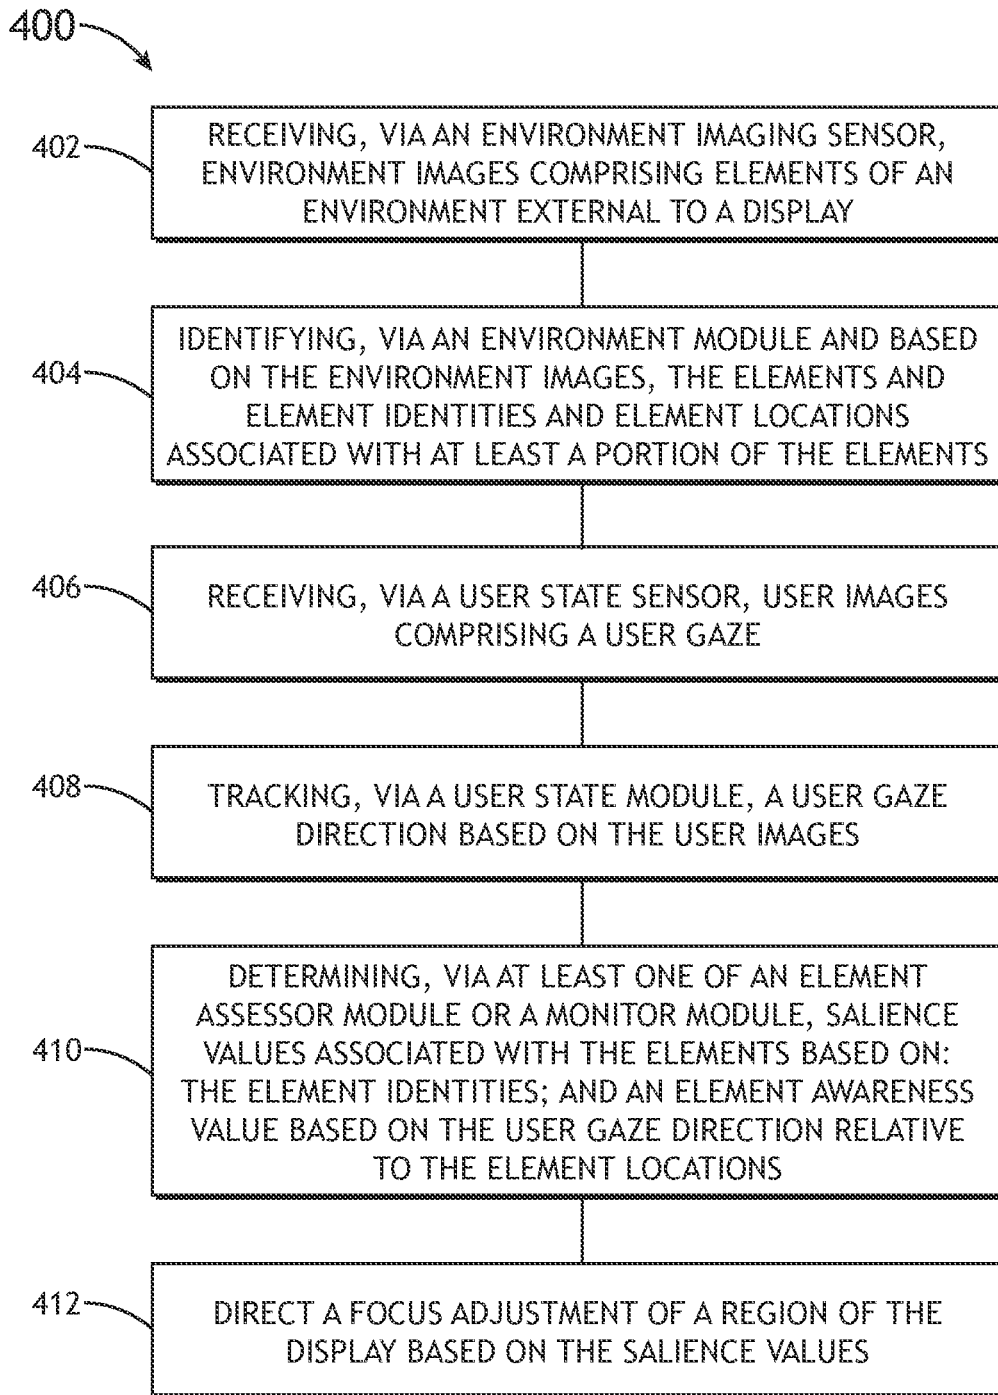 400
402
RECEIVING, VIA AN ENVIRONMENT IMAGING SENSOR,
ENVIRONMENT IMAGES COMPRISING ELEMENTS OF AN
ENVIRONMENT EXTERNAL TO A DISPLAY
404
IDENTIFYING, VIA AN ENVIRONMENT MODULE AND BASED
ON THE ENVIRONMENT IMAGES, THE ELEMENTS AND
ELEMENT IDENTITIES AND ELEMENT LOCATIONS
ASSOCIATED WITH AT LEAST A PORTION OF THE ELEMENTS
406
RECEIVING, VIA A USER STATE SENSOR, USER IMAGES
COMPRISING A USER GAZE
408
TRACKING, VIA A USER STATE MODULE, A USER GAZE
DIRECTION BASED ON THE USER IMAGES
410
DETERMINING, VIA AT LEAST ONE OF AN ELEMENT
ASSESSOR MODULE OR A MONITOR MODULE, SALIENCE
VALUES ASSOCIATED WITH THE ELEMENTS BASED ON:
THE ELEMENT IDENTITIES; AND AN ELEMENT AWARENESS
VALUE BASED ON THE USER GAZE DIRECTION RELATIVE
TO THE ELEMENT LOCATIONS
412
DIRECT A FOCUS ADJUSTMENT OF A REGION OF THE
DISPLAY BASED ON THE SALIENCE VALUES